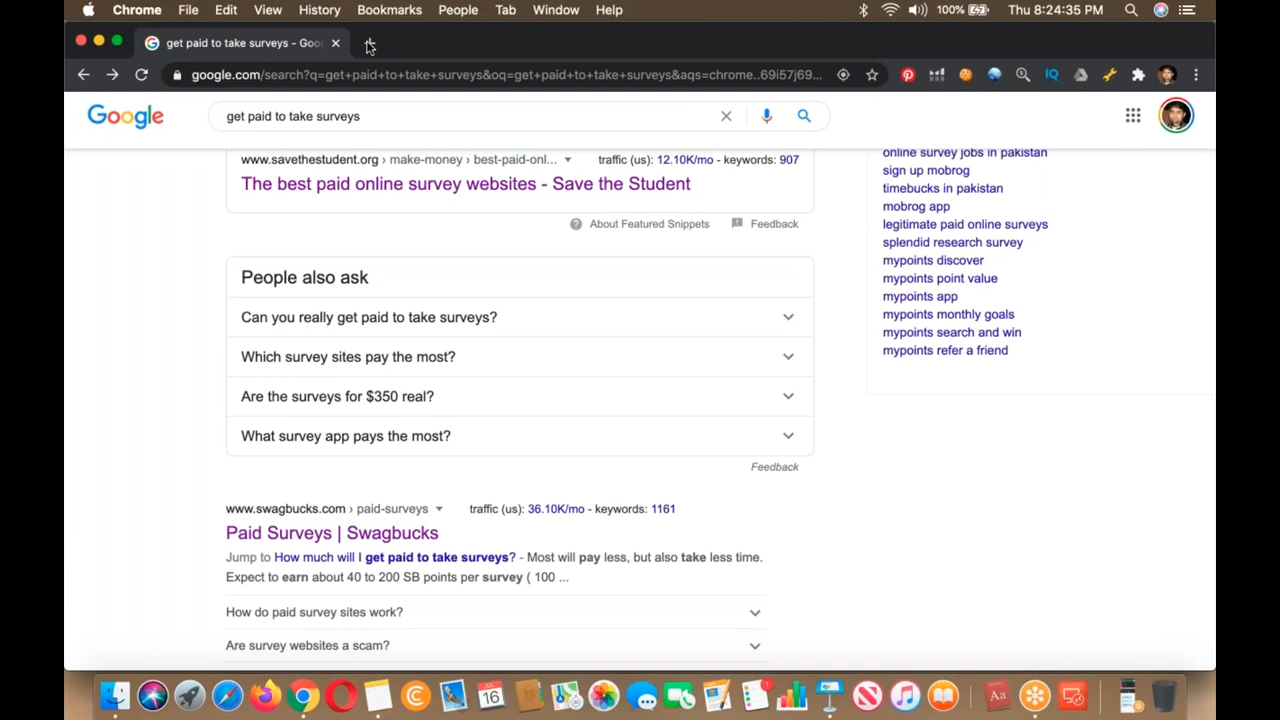 Chrome File Edit View History Bookmarks People Tab Window Help 100% Thu 8:24:35 PM
get paid to take surveys - Goo
google.com/search?q=get+paid+to+take+surveys&oq=get+paid+to+take+surveys&aqs=chrome..69i57j69...
Google
get paid to take surveys
www.savethestudent.org › make-money › best-paid-onl... traffic (us): 12.10K/mo - keywords: 907
The best paid online survey websites - Save the Student
About Featured Snippets Feedback
People also ask
Can you really get paid to take surveys?
Which survey sites pay the most?
Are the surveys for $350 real?
What survey app pays the most?
Feedback
www.swagbucks.com › paid-surveys traffic (us): 36.10K/mo - keywords: 1161
Paid Surveys | Swagbucks
Jump to How much will I get paid to take surveys? - Most will pay less, but also take less time.
Expect to earn about 40 to 200 SB points per survey ( 100 ...
How do paid survey sites work?
Are survey websites a scam?
online survey jobs in pakistan
sign up mobrog
timebucks in pakistan
mobrog app
legitimate paid online surveys
splendid research survey
mypoints discover
mypoints point value
mypoints app
mypoints monthly goals
mypoints search and win
mypoints refer a friend
IQ
16
Aa